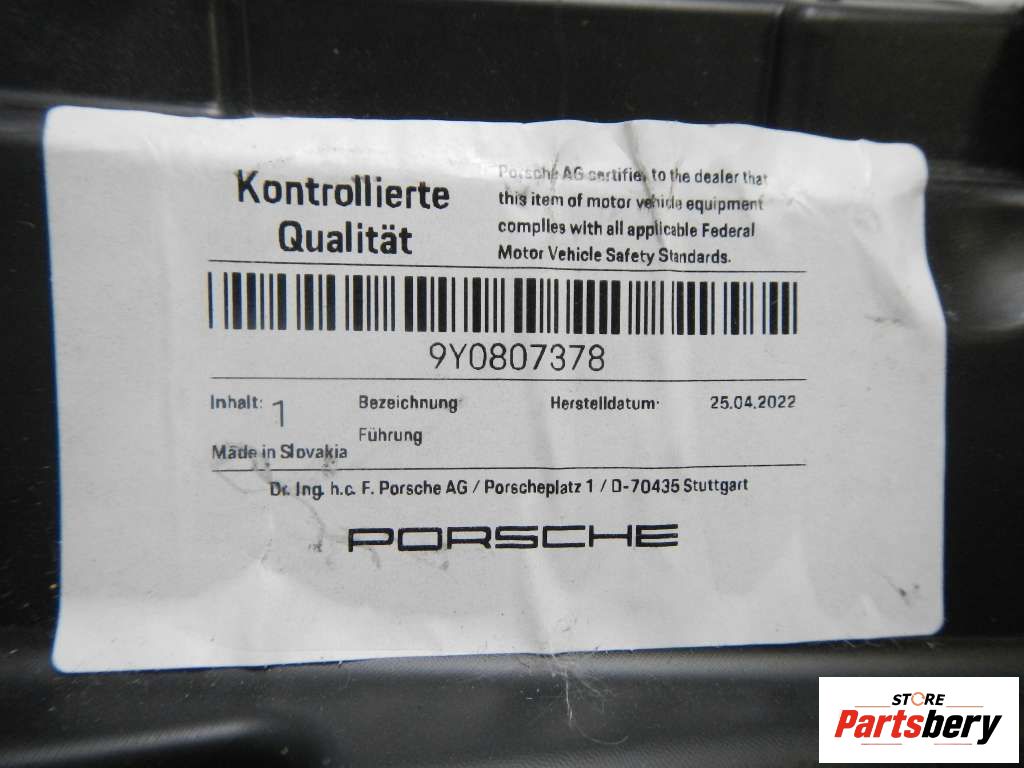 Kontrollierte
Qualität
Porsche AG certifies to the dealer that
this item of motor vehicle equipment
complies with all applicable Federal
Motor Vehicle Safety Standards.
9Y0807378
Inhalt: 1 Bezeichnung Herstelldatum: 25.04.2022
Führung
Made in Slovakia
Dr. Ing. h.c. F. Porsche AG / Porscheplatz 1 / D-70435 Stuttgart
PORSCHE
STORE
Partsbery